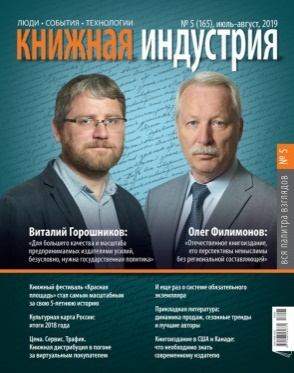 ЛЮДИ • СОБЫТИЯ • ТЕХНОЛОГИИ
№ 5 (165), июль-август, 2019
КНИЖНАЯ ИНДУСТРИЯ
№ 5
вся палитра взглядов
Виталий Горошников:
«Для большего качества и масштаба
предпринимаемых издателями усилий,
безусловно, нужна государственная политика»
Олег Филимонов:
«Отечественное книгоиздание,
его перспективы немыслимы
без региональной составляющей»
Книжный фестиваль «Красная
площадь» стал самым масштабным
за свою 5-летнюю историю
Культурная карта России:
итоги 2018 года
Цена. Сервис. Трафик.
Книжная дистрибуция в погоне
за виртуальным покупателем
И еще раз о системе обязательного
экземпляра
Прикладная литература:
динамика продаж, сезонные тренды
и лучшие авторы
Книгоиздание в США и Канаде:
что необходимо знать
современному издателю